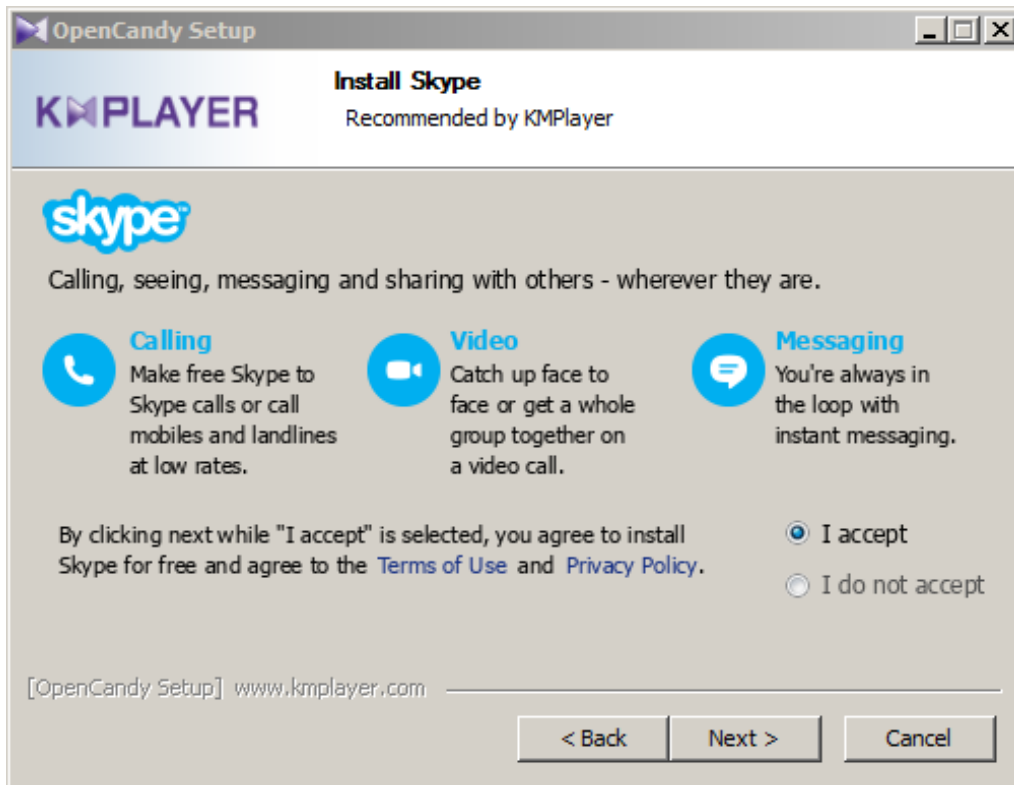 OpenCandy Setup
KMPLAYER
Install Skype
Recommended by KMPlayer
skype™
Calling, seeing, messaging and sharing with others - wherever they are.
Calling
Make free Skype to
Skype calls or call
mobiles and landlines
at low rates.
Video
Catch up face to
face or get a whole
group together on
a video call.
Messaging
You're always in
the loop with
instant messaging.
By clicking next while "I accept" is selected, you agree to install
Skype for free and agree to the Terms of Use and Privacy Policy.
I accept
I do not accept
[OpenCandy Setup] www.kmplayer.com
< Back
Next >
Cancel